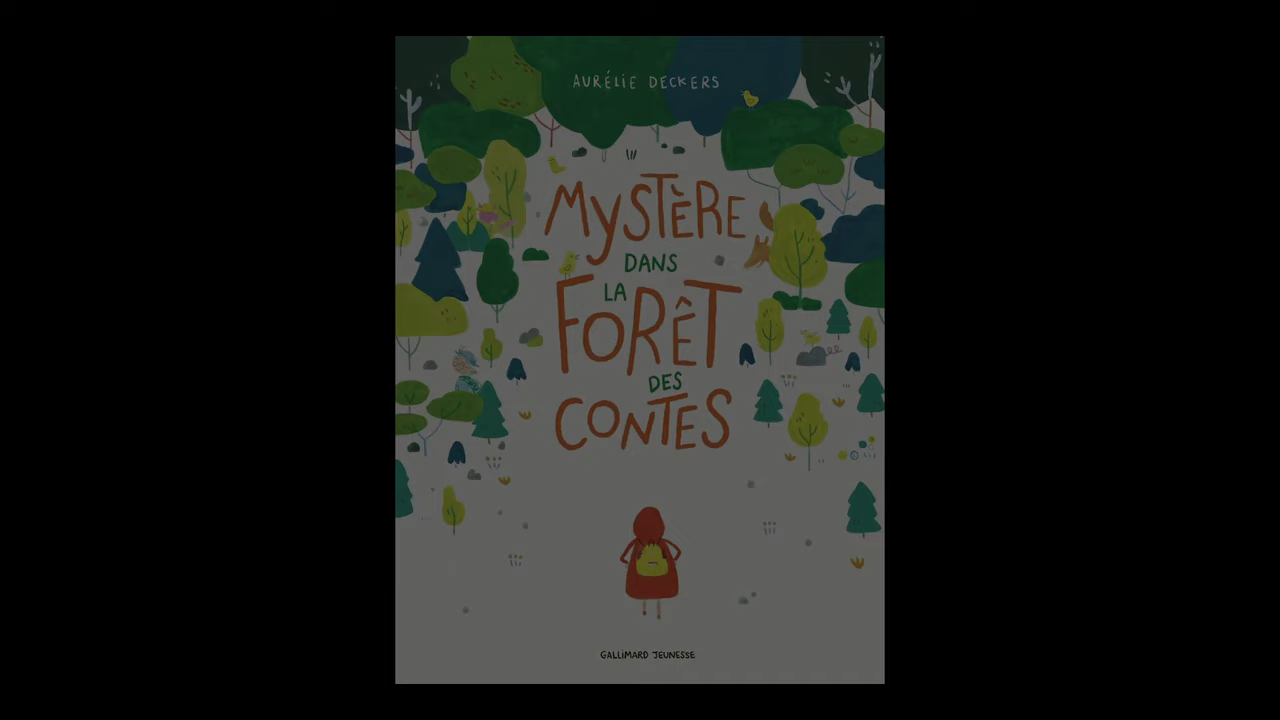 AURÉLIE DECKERS
MYSTÈRE
DANS
LA
FORÊT
DES
CONTES
GALLIMARD JEUNESSE